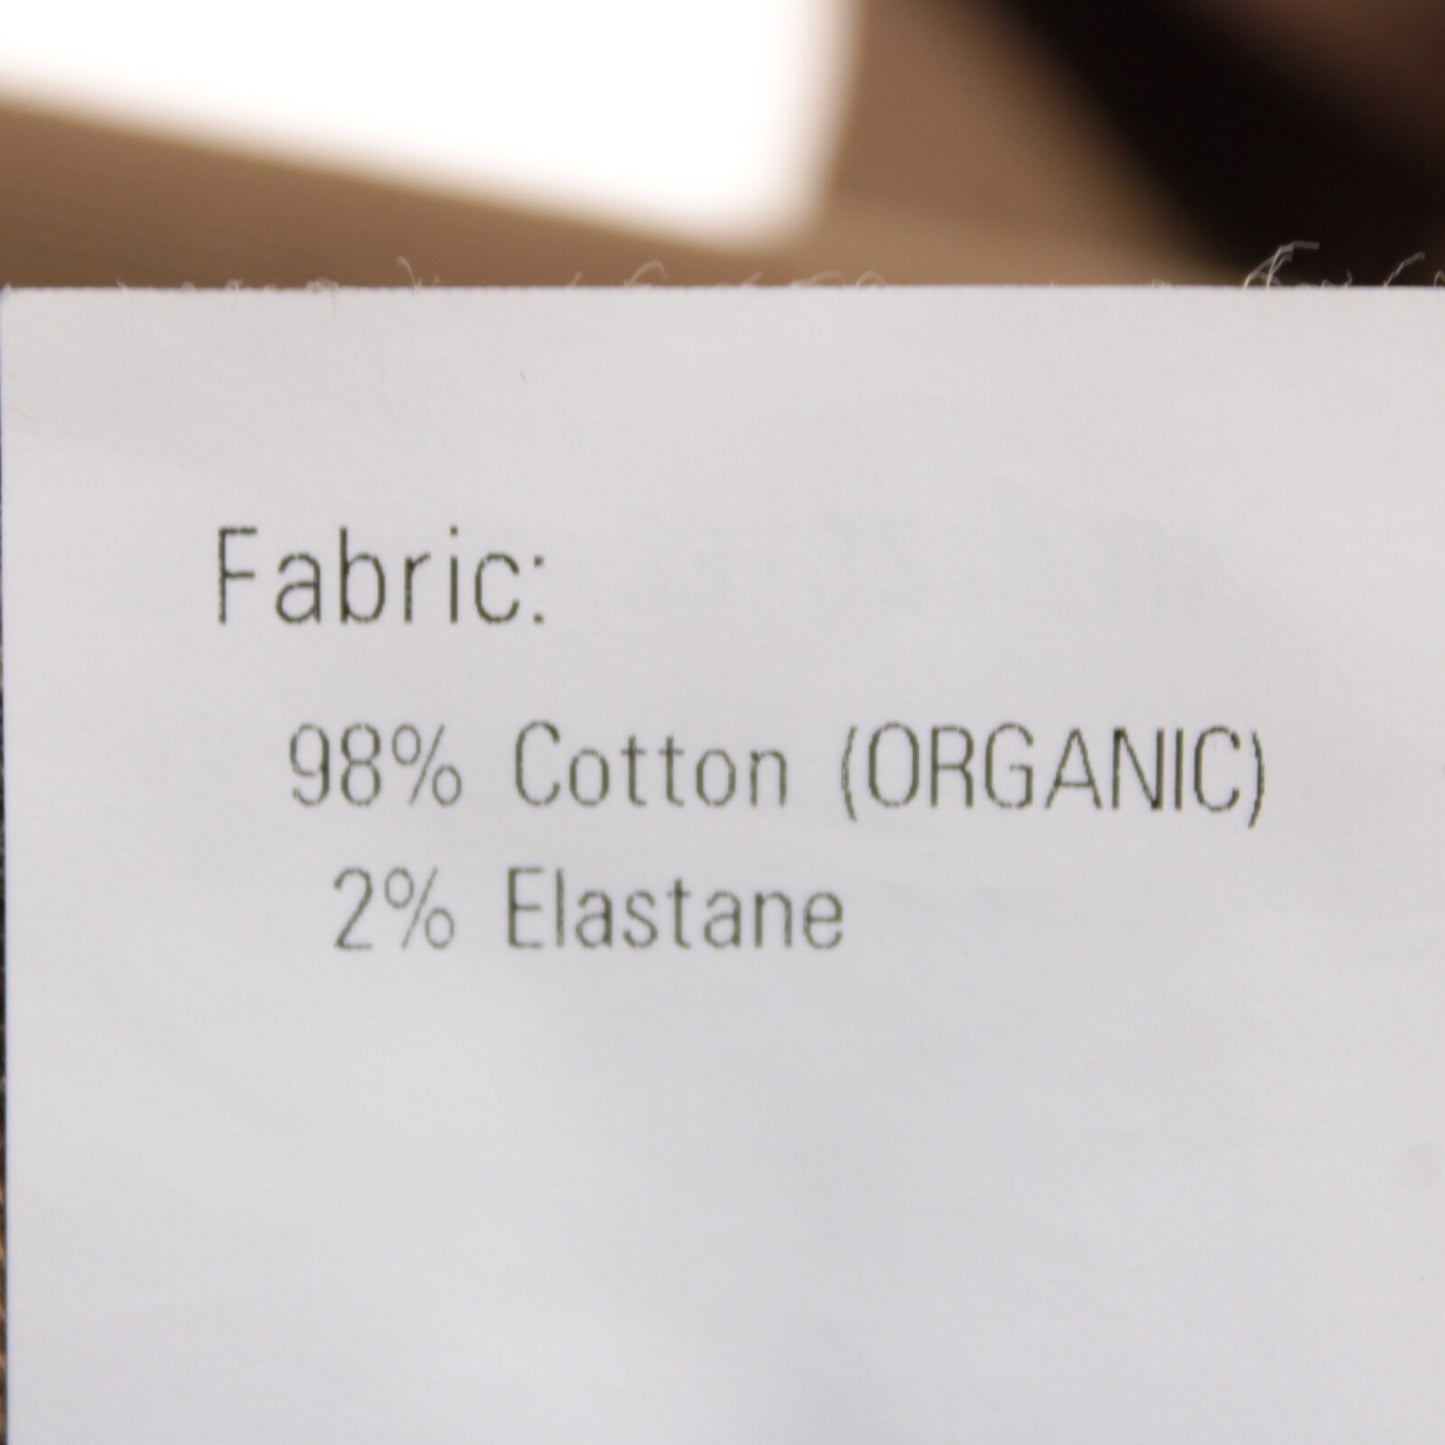 Fabric:
98% Cotton (ORGANIC)
2% Elastane